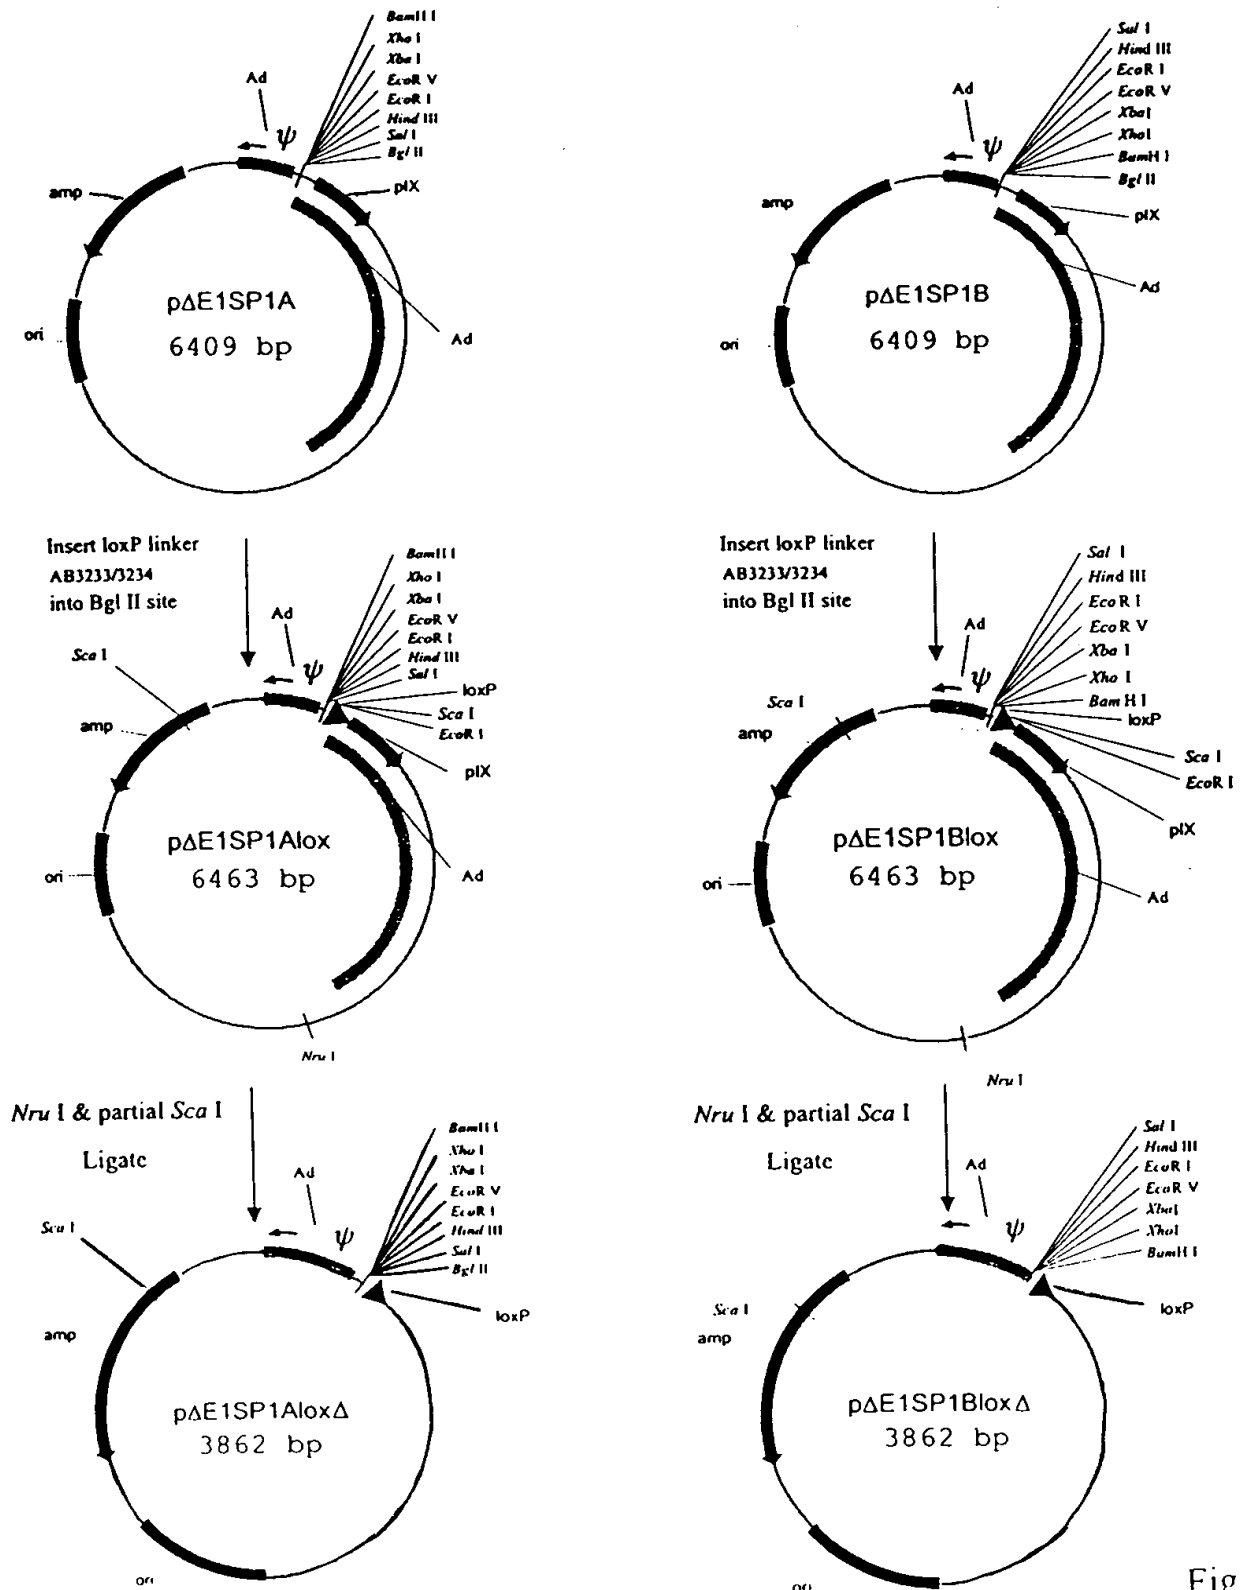 BamH I
Xho I
Xba I
EcoR V
EcoR I
Hind III
Sal I
Bgl II
Ad
ψ
amp
pIX
pΔE1SP1A
6409 bp
ori
Ad
Sal I
Hind III
EcoR I
EcoR V
Xba I
Xho I
BamH I
Bgl II
Ad
ψ
amp
pIX
pΔE1SP1B
6409 bp
ori
Ad
Insert loxP linker
AB3233/3234
into Bgl II site
BamH I
Xho I
Xba I
EcoR V
EcoR I
Hind III
Sal I
loxP
Sca I
EcoR I
Ad
ψ
Sca I
amp
pIX
pΔE1SP1Alox
6463 bp
ori
Ad
Nru I
Insert loxP linker
AB3233/3234
into Bgl II site
Sal I
Hind III
EcoR I
EcoR V
Xba I
Xho I
BamH I
loxP
Sca I
EcoR I
Ad
ψ
Sca I
amp
pIX
pΔE1SP1Blox
6463 bp
ori
Ad
Nru I
Nru I & partial Sca I
Ligate
BamH I
Xho I
Xba I
EcoR V
EcoR I
Hind III
Sal I
Bgl II
Ad
ψ
loxP
Sca I
amp
pΔE1SP1AloxΔ
3862 bp
ori
Nru I & partial Sca I
Ligate
Sal I
Hind III
EcoR I
EcoR V
Xba I
Xho I
BamH I
Ad
ψ
loxP
Sca I
amp
pΔE1SP1BloxΔ
3862 bp
ori
Fig